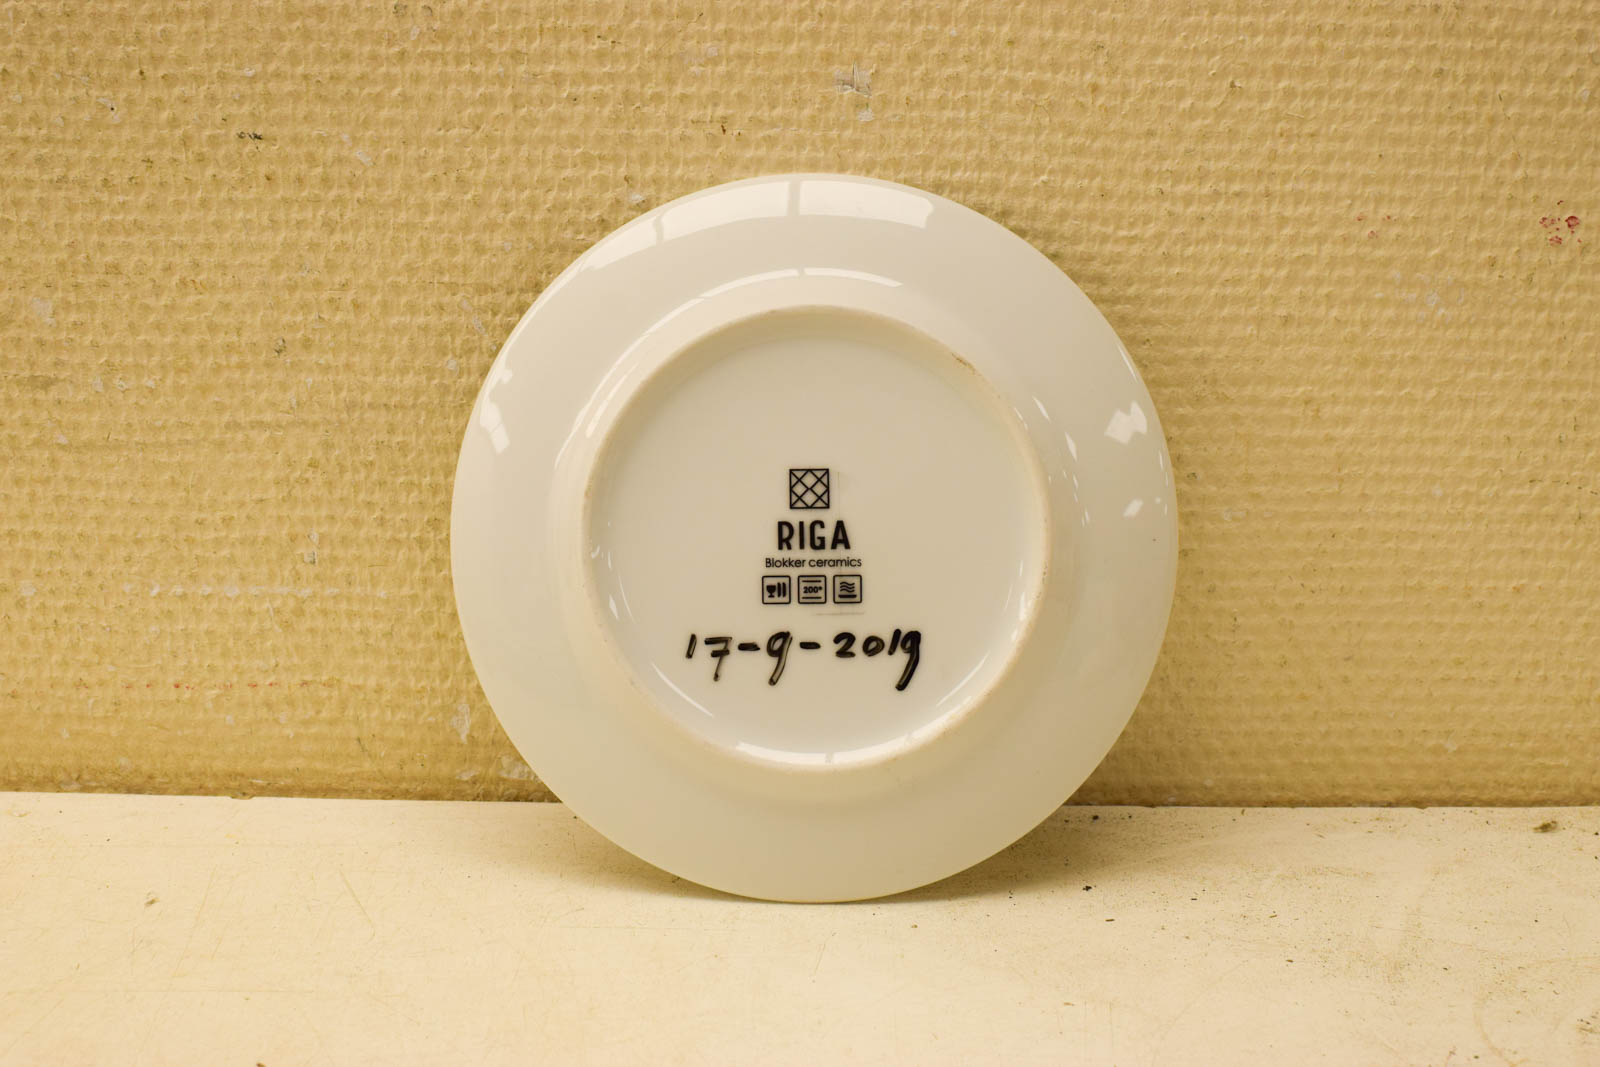 RIGA
Blokker ceramics
200°
17-9-2019